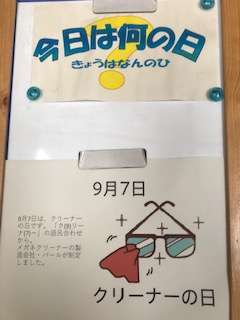 今日は何の日
きょうはなんのひ
?
9月7日
9月7日は、クリーナー
の日です。「ク(9)リー
ナ(7)ー」の語呂合わせ
から。
メガネクリーナーの製
造会社・パールが制定
しました。
クリーナーの日